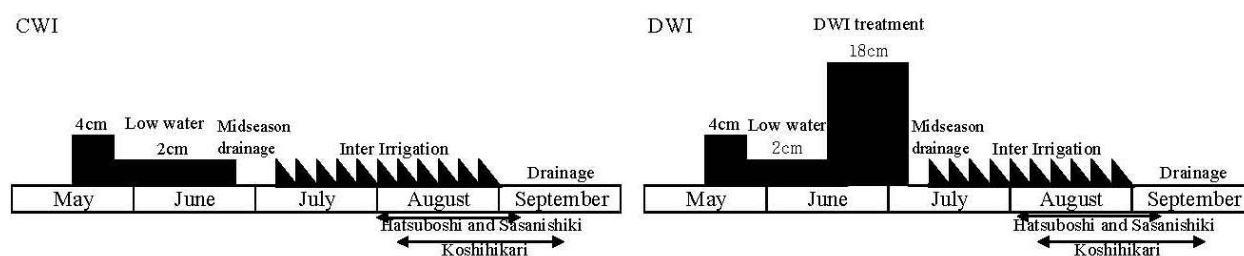 CWI
4cm
Low water
2cm
Midseason
drainage
Inter Irrigation
Drainage
May
June
July
August
September
Hatsuboshi and Sasanishiki
Koshihikari
DWI
DWI treatment
18cm
4cm
Low water
2cm
Midseason
drainage
Inter Irrigation
Drainage
May
June
July
August
September
Hatsuboshi and Sasanishiki
Koshihikari